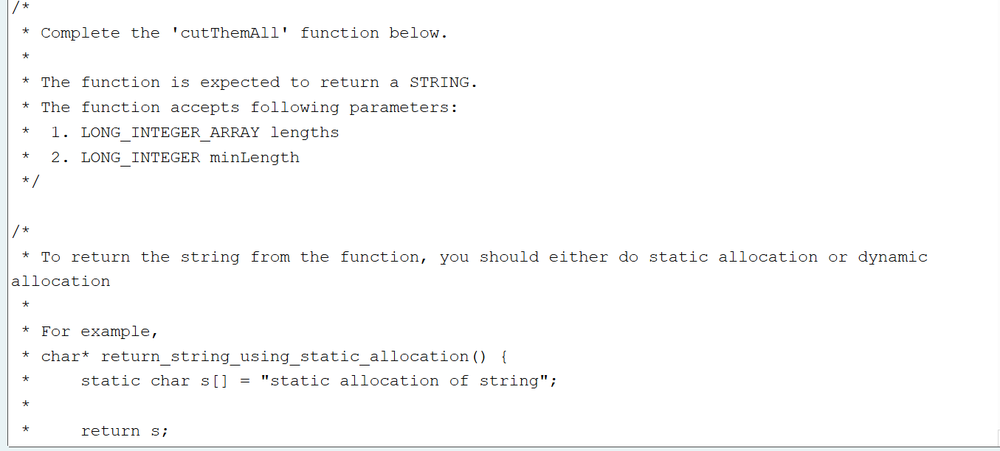 /*
 * Complete the 'cutThemAll' function below.
 *
 * The function is expected to return a STRING.
 * The function accepts following parameters:
 *  1. LONG_INTEGER_ARRAY lengths
 *  2. LONG_INTEGER minLength
 */
/*
 * To return the string from the function, you should either do static allocation or dynamic
allocation
 *
 * For example,
 * char* return_string_using_static_allocation() {
 *     static char s[] = "static allocation of string";
 *
 *     return s;